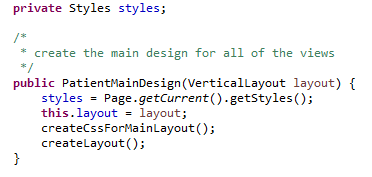 private Styles styles;
/*
 * create the main design for all of the views
 */
public PatientMainDesign(VerticalLayout layout) {
    styles = Page.getCurrent().getStyles();
    this.layout = layout;
    createCssForMainLayout();
    createLayout();
}